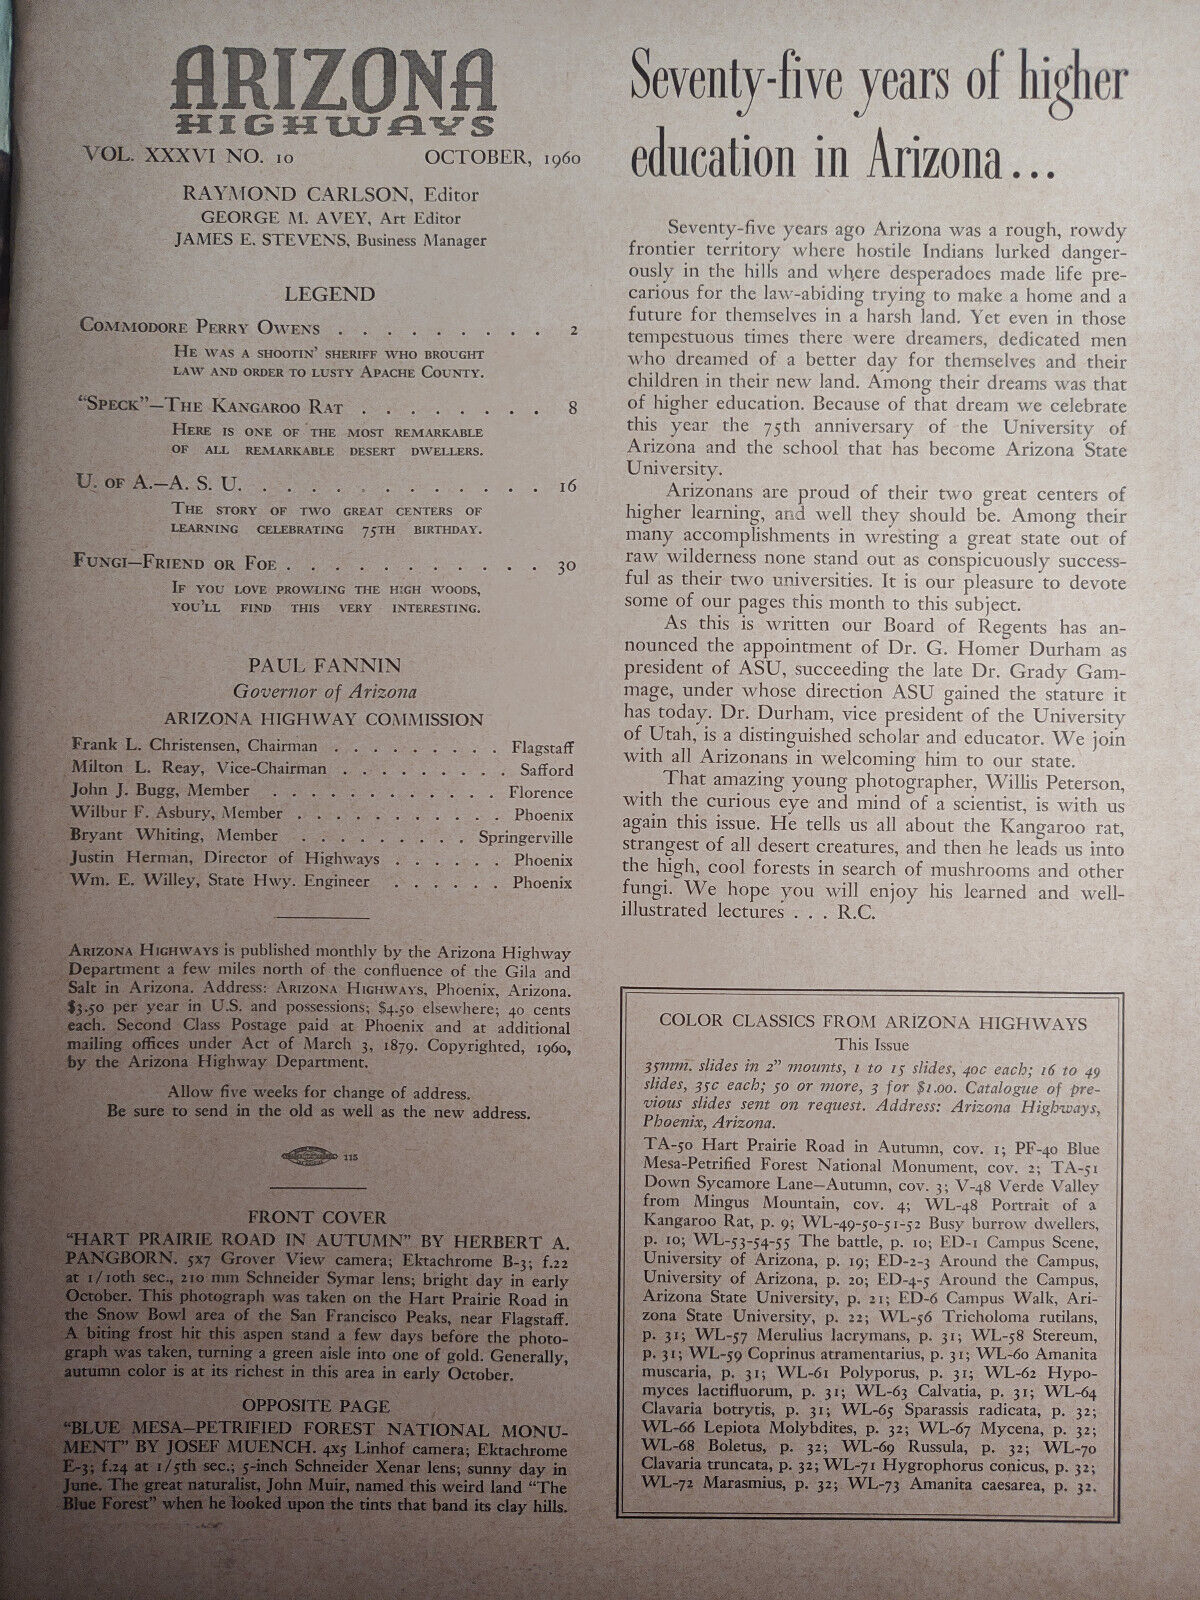 ARIZONA
HIGHWAYS
VOL. XXXVI NO. 10 OCTOBER, 1960
RAYMOND CARLSON, Editor
GEORGE M. AVEY, Art Editor
JAMES E. STEVENS, Business Manager
LEGEND
COMMODORE PERRY OWENS . . . . . . . . . 2
HE WAS A SHOOTIN' SHERIFF WHO BROUGHT
LAW AND ORDER TO LUSTY APACHE COUNTY.
"SPECK"—THE KANGAROO RAT . . . . . . . . 8
HERE IS ONE OF THE MOST REMARKABLE
OF ALL REMARKABLE DESERT DWELLERS.
U. OF A.—A. S. U. . . . . . . . . . . . . 16
THE STORY OF TWO GREAT CENTERS OF
LEARNING CELEBRATING 75TH BIRTHDAY.
FUNGI—FRIEND OR FOE . . . . . . . . . . . 30
IF YOU LOVE PROWLING THE HIGH WOODS,
YOU'LL FIND THIS VERY INTERESTING.
PAUL FANNIN
Governor of Arizona
ARIZONA HIGHWAY COMMISSION
Frank L. Christensen, Chairman . . . . . . . . . Flagstaff
Milton L. Reay, Vice-Chairman . . . . . . . . . Safford
John J. Bugg, Member . . . . . . . . . . . . Florence
Wilbur F. Asbury, Member . . . . . . . . . . . Phoenix
Bryant Whiting, Member . . . . . . . . . Springerville
Justin Herman, Director of Highways . . . . . . Phoenix
Wm. E. Willey, State Hwy. Engineer . . . . . . Phoenix
ARIZONA HIGHWAYS is published monthly by the Arizona Highway
Department a few miles north of the confluence of the Gila and
Salt in Arizona. Address: ARIZONA HIGHWAYS, Phoenix, Arizona.
$3.50 per year in U.S. and possessions; $4.50 elsewhere; 40 cents
each. Second Class Postage paid at Phoenix and at additional
mailing offices under Act of March 3, 1879. Copyrighted, 1960,
by the Arizona Highway Department.
Allow five weeks for change of address.
Be sure to send in the old as well as the new address.
115
FRONT COVER
"HART PRAIRIE ROAD IN AUTUMN" BY HERBERT A.
PANGBORN. 5x7 Grover View camera; Ektachrome B-3; f.22
at 1/10th sec., 210 mm Schneider Symar lens; bright day in early
October. This photograph was taken on the Hart Prairie Road in
the Snow Bowl area of the San Francisco Peaks, near Flagstaff.
A biting frost hit this aspen stand a few days before the photo-
graph was taken, turning a green aisle into one of gold. Generally,
autumn color is at its richest in this area in early October.
OPPOSITE PAGE
"BLUE MESA—PETRIFIED FOREST NATIONAL MONU-
MENT" BY JOSEF MUENCH. 4x5 Linhof camera; Ektachrome
E-3; f.24 at 1/5th sec.; 5-inch Schneider Xenar lens; sunny day in
June. The great naturalist, John Muir, named this weird land "The
Blue Forest" when he looked upon the tints that band its clay hills.
Seventy-five years of higher
education in Arizona...
Seventy-five years ago Arizona was a rough, rowdy
frontier territory where hostile Indians lurked danger-
ously in the hills and where desperadoes made life pre-
carious for the law-abiding trying to make a home and a
future for themselves in a harsh land. Yet even in those
tempestuous times there were dreamers, dedicated men
who dreamed of a better day for themselves and their
children in their new land. Among their dreams was that
of higher education. Because of that dream we celebrate
this year the 75th anniversary of the University of
Arizona and the school that has become Arizona State
University.
Arizonans are proud of their two great centers of
higher learning, and well they should be. Among their
many accomplishments in wresting a great state out of
raw wilderness none stand out as conspicuously success-
ful as their two universities. It is our pleasure to devote
some of our pages this month to this subject.
As this is written our Board of Regents has an-
nounced the appointment of Dr. G. Homer Durham as
president of ASU, succeeding the late Dr. Grady Gam-
mage, under whose direction ASU gained the stature it
has today. Dr. Durham, vice president of the University
of Utah, is a distinguished scholar and educator. We join
with all Arizonans in welcoming him to our state.
That amazing young photographer, Willis Peterson,
with the curious eye and mind of a scientist, is with us
again this issue. He tells us all about the Kangaroo rat,
strangest of all desert creatures, and then he leads us into
the high, cool forests in search of mushrooms and other
fungi. We hope you will enjoy his learned and well-
illustrated lectures . . . R.C.
COLOR CLASSICS FROM ARIZONA HIGHWAYS
This Issue
35mm. slides in 2" mounts, 1 to 15 slides, 40c each; 16 to 49
slides, 35c each; 50 or more, 3 for $1.00. Catalogue of pre-
vious slides sent on request. Address: Arizona Highways,
Phoenix, Arizona.
TA-50 Hart Prairie Road in Autumn, cov. 1; PF-40 Blue
Mesa-Petrified Forest National Monument, cov. 2; TA-51
Down Sycamore Lane—Autumn, cov. 3; V-48 Verde Valley
from Mingus Mountain, cov. 4; WL-48 Portrait of a
Kangaroo Rat, p. 9; WL-49-50-51-52 Busy burrow dwellers,
p. 10; WL-53-54-55 The battle, p. 10; ED-1 Campus Scene,
University of Arizona, p. 19; ED-2-3 Around the Campus,
University of Arizona, p. 20; ED-4-5 Around the Campus,
Arizona State University, p. 21; ED-6 Campus Walk, Ari-
zona State University, p. 22; WL-56 Tricholoma rutilans,
p. 31; WL-57 Merulius lacrymans, p. 31; WL-58 Stereum,
p. 31; WL-59 Coprinus atramentarius, p. 31; WL-60 Amanita
muscaria, p. 31; WL-61 Polyporus, p. 31; WL-62 Hypo-
myces lactifluorum, p. 31; WL-63 Calvatia, p. 31; WL-64
Clavaria botrytis, p. 31; WL-65 Sparassis radicata, p. 32;
WL-66 Lepiota Molybdites, p. 32; WL-67 Mycena, p. 32;
WL-68 Boletus, p. 32; WL-69 Russula, p. 32; WL-70
Clavaria truncata, p. 32; WL-71 Hygrophorus conicus, p. 32;
WL-72 Marasmius, p. 32; WL-73 Amanita caesarea, p. 32.